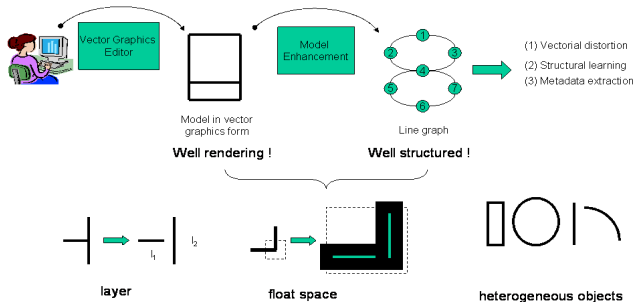 Vector Graphics
Editor
Model
Enhancement
1
2
3
4
5
7
6
(1) Vectorial distortion
(2) Structural learning
(3) Metadata extraction
Model in vector
graphics form
Line graph
Well rendering !
Well structured !
l1
l2
layer
float space
heterogeneous objects